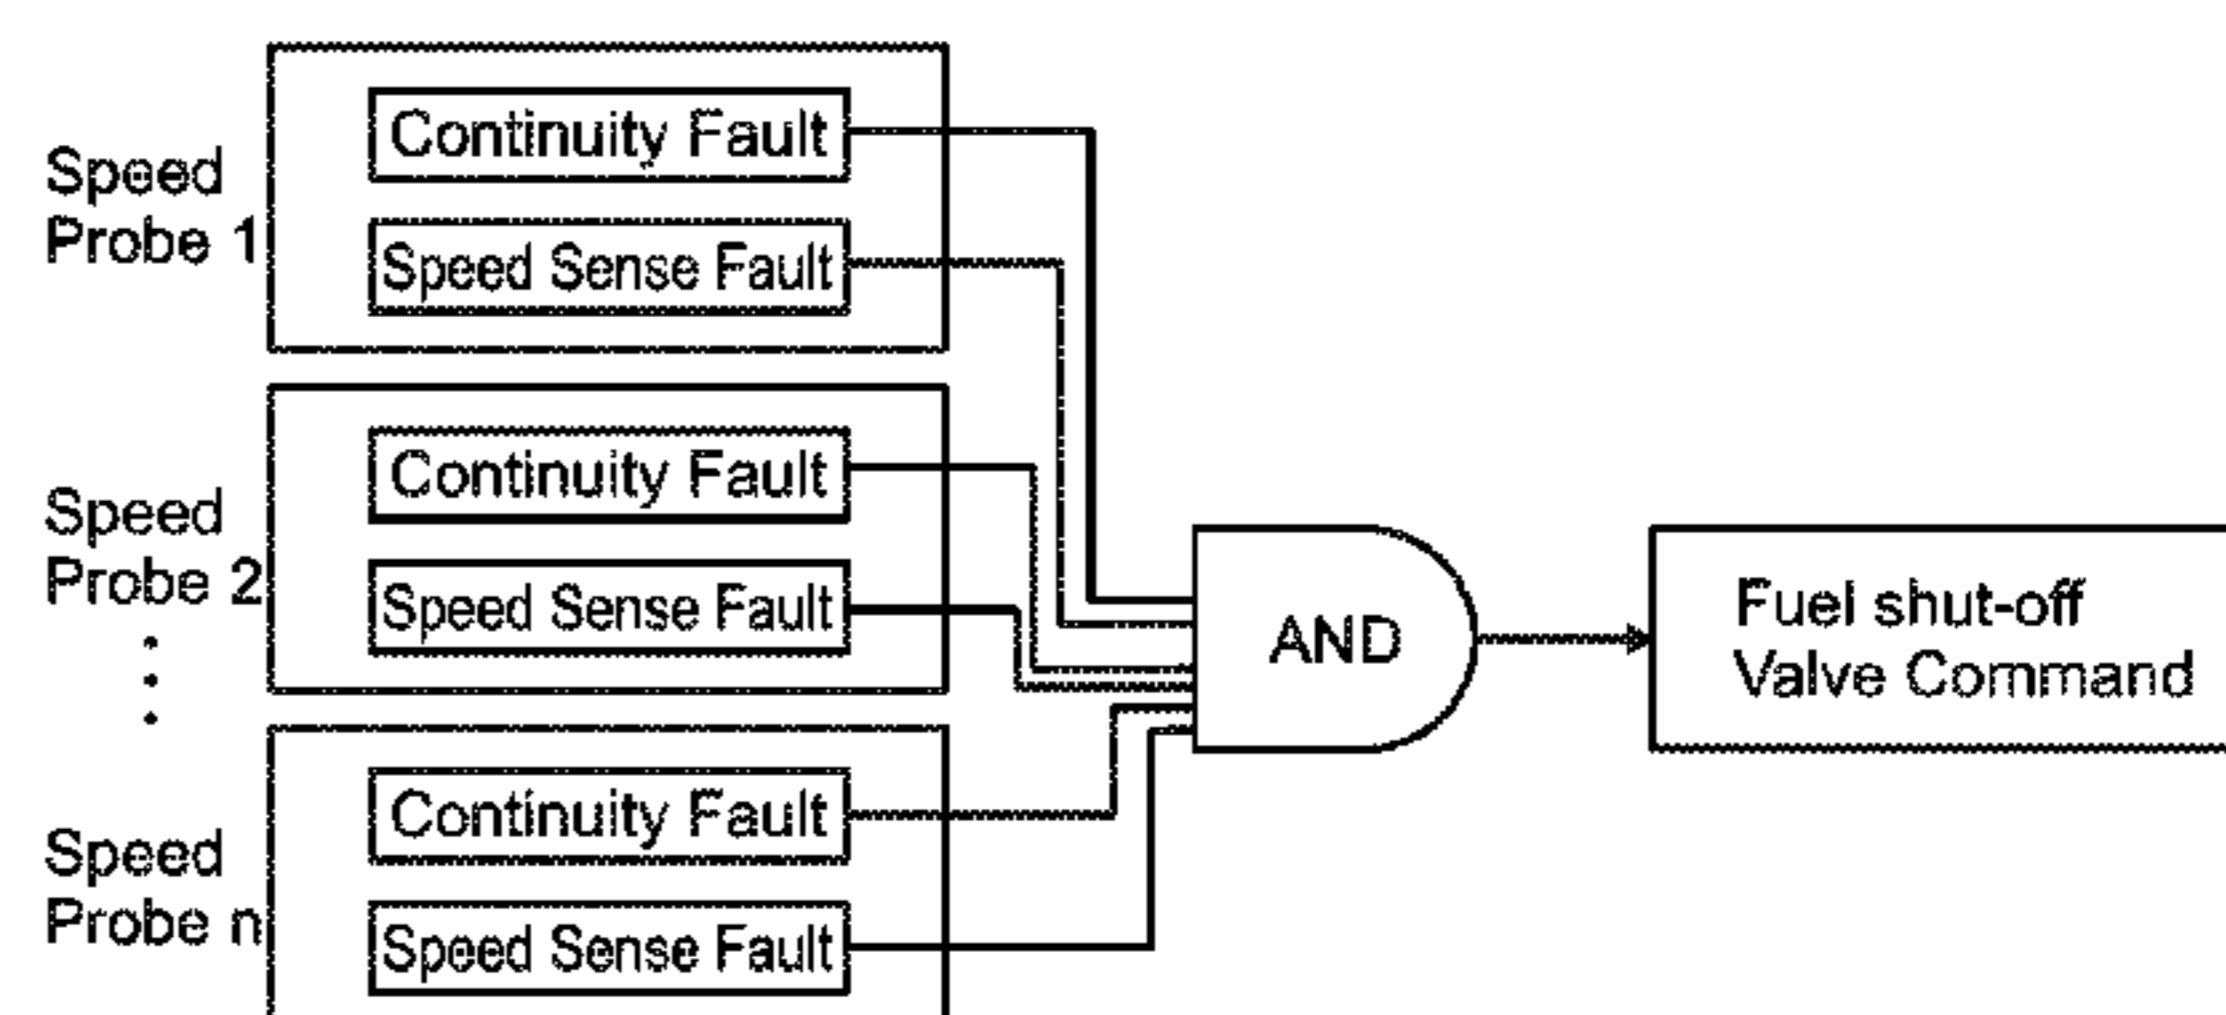 Speed
Probe 1
Continuity Fault
Speed Sense Fault
Speed
Probe 2
Continuity Fault
Speed Sense Fault
Speed
Probe n
Continuity Fault
Speed Sense Fault
AND
Fuel shut-off
Valve Command